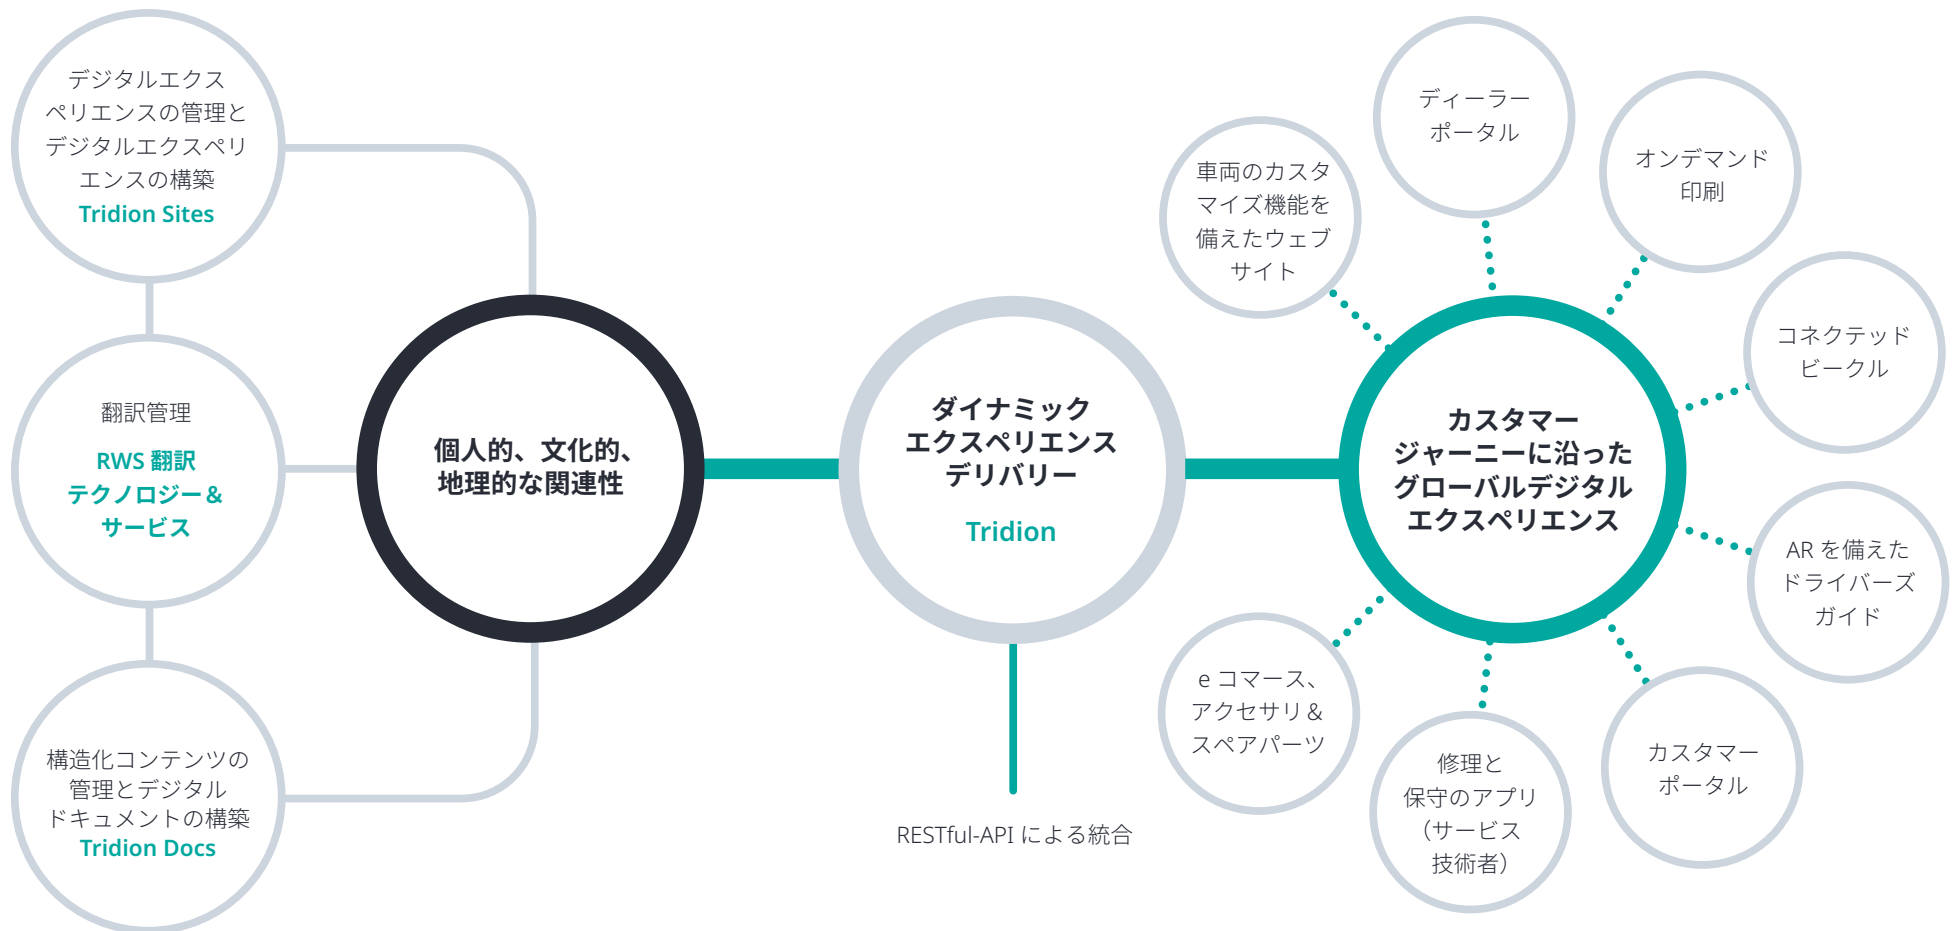 デジタルエクス
ペリエンスの管理と
デジタルエクスペリ
エンスの構築
Tridion Sites
翻訳管理
RWS 翻訳
テクノロジー＆
サービス
構造化コンテンツの
管理とデジタル
ドキュメントの構築
Tridion Docs
個人的、文化的、
地理的な関連性
ダイナミック
エクスペリエンス
デリバリー
Tridion
RESTful-API による統合
カスタマー
ジャーニーに沿った
グローバルデジタル
エクスペリエンス
車両のカスタ
マイズ機能を
備えたウェブ
サイト
ディーラー
ポータル
オンデマンド
印刷
コネクテッド
ビークル
AR を備えた
ドライバーズ
ガイド
カスタマー
ポータル
修理と
保守のアプリ
（サービス
技術者）
e コマース、
アクセサリ＆
スペアパーツ